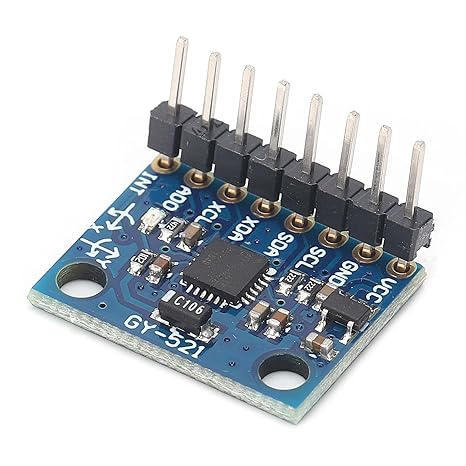 INT
ADO
XCL
XDA
SDA
SCL
GND
VCC
C106
GY-521